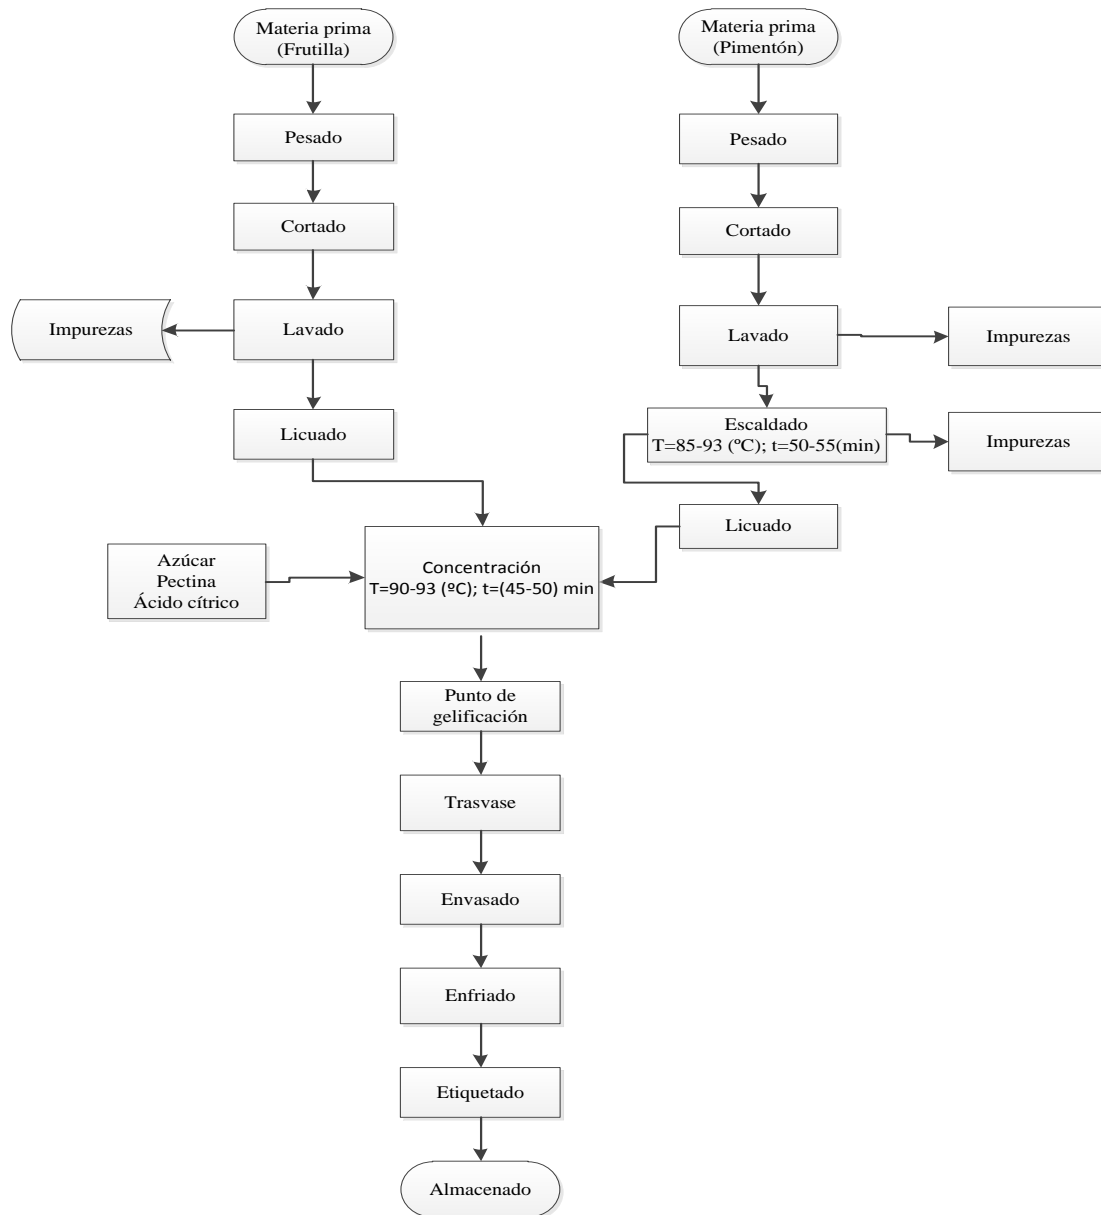 Materia prima
(Frutilla)
Materia prima
(Pimentón)
Pesado
Pesado
Cortado
Cortado
Impurezas
Lavado
Lavado
Impurezas
Licuado
Escaldado
T=85-93 (ºC); t=50-55(min)
Impurezas
Licuado
Azúcar
Pectina
Ácido cítrico
Concentración
T=90-93 (ºC); t=(45-50) min
Punto de
gelificación
Trasvase
Envasado
Enfriado
Etiquetado
Almacenado